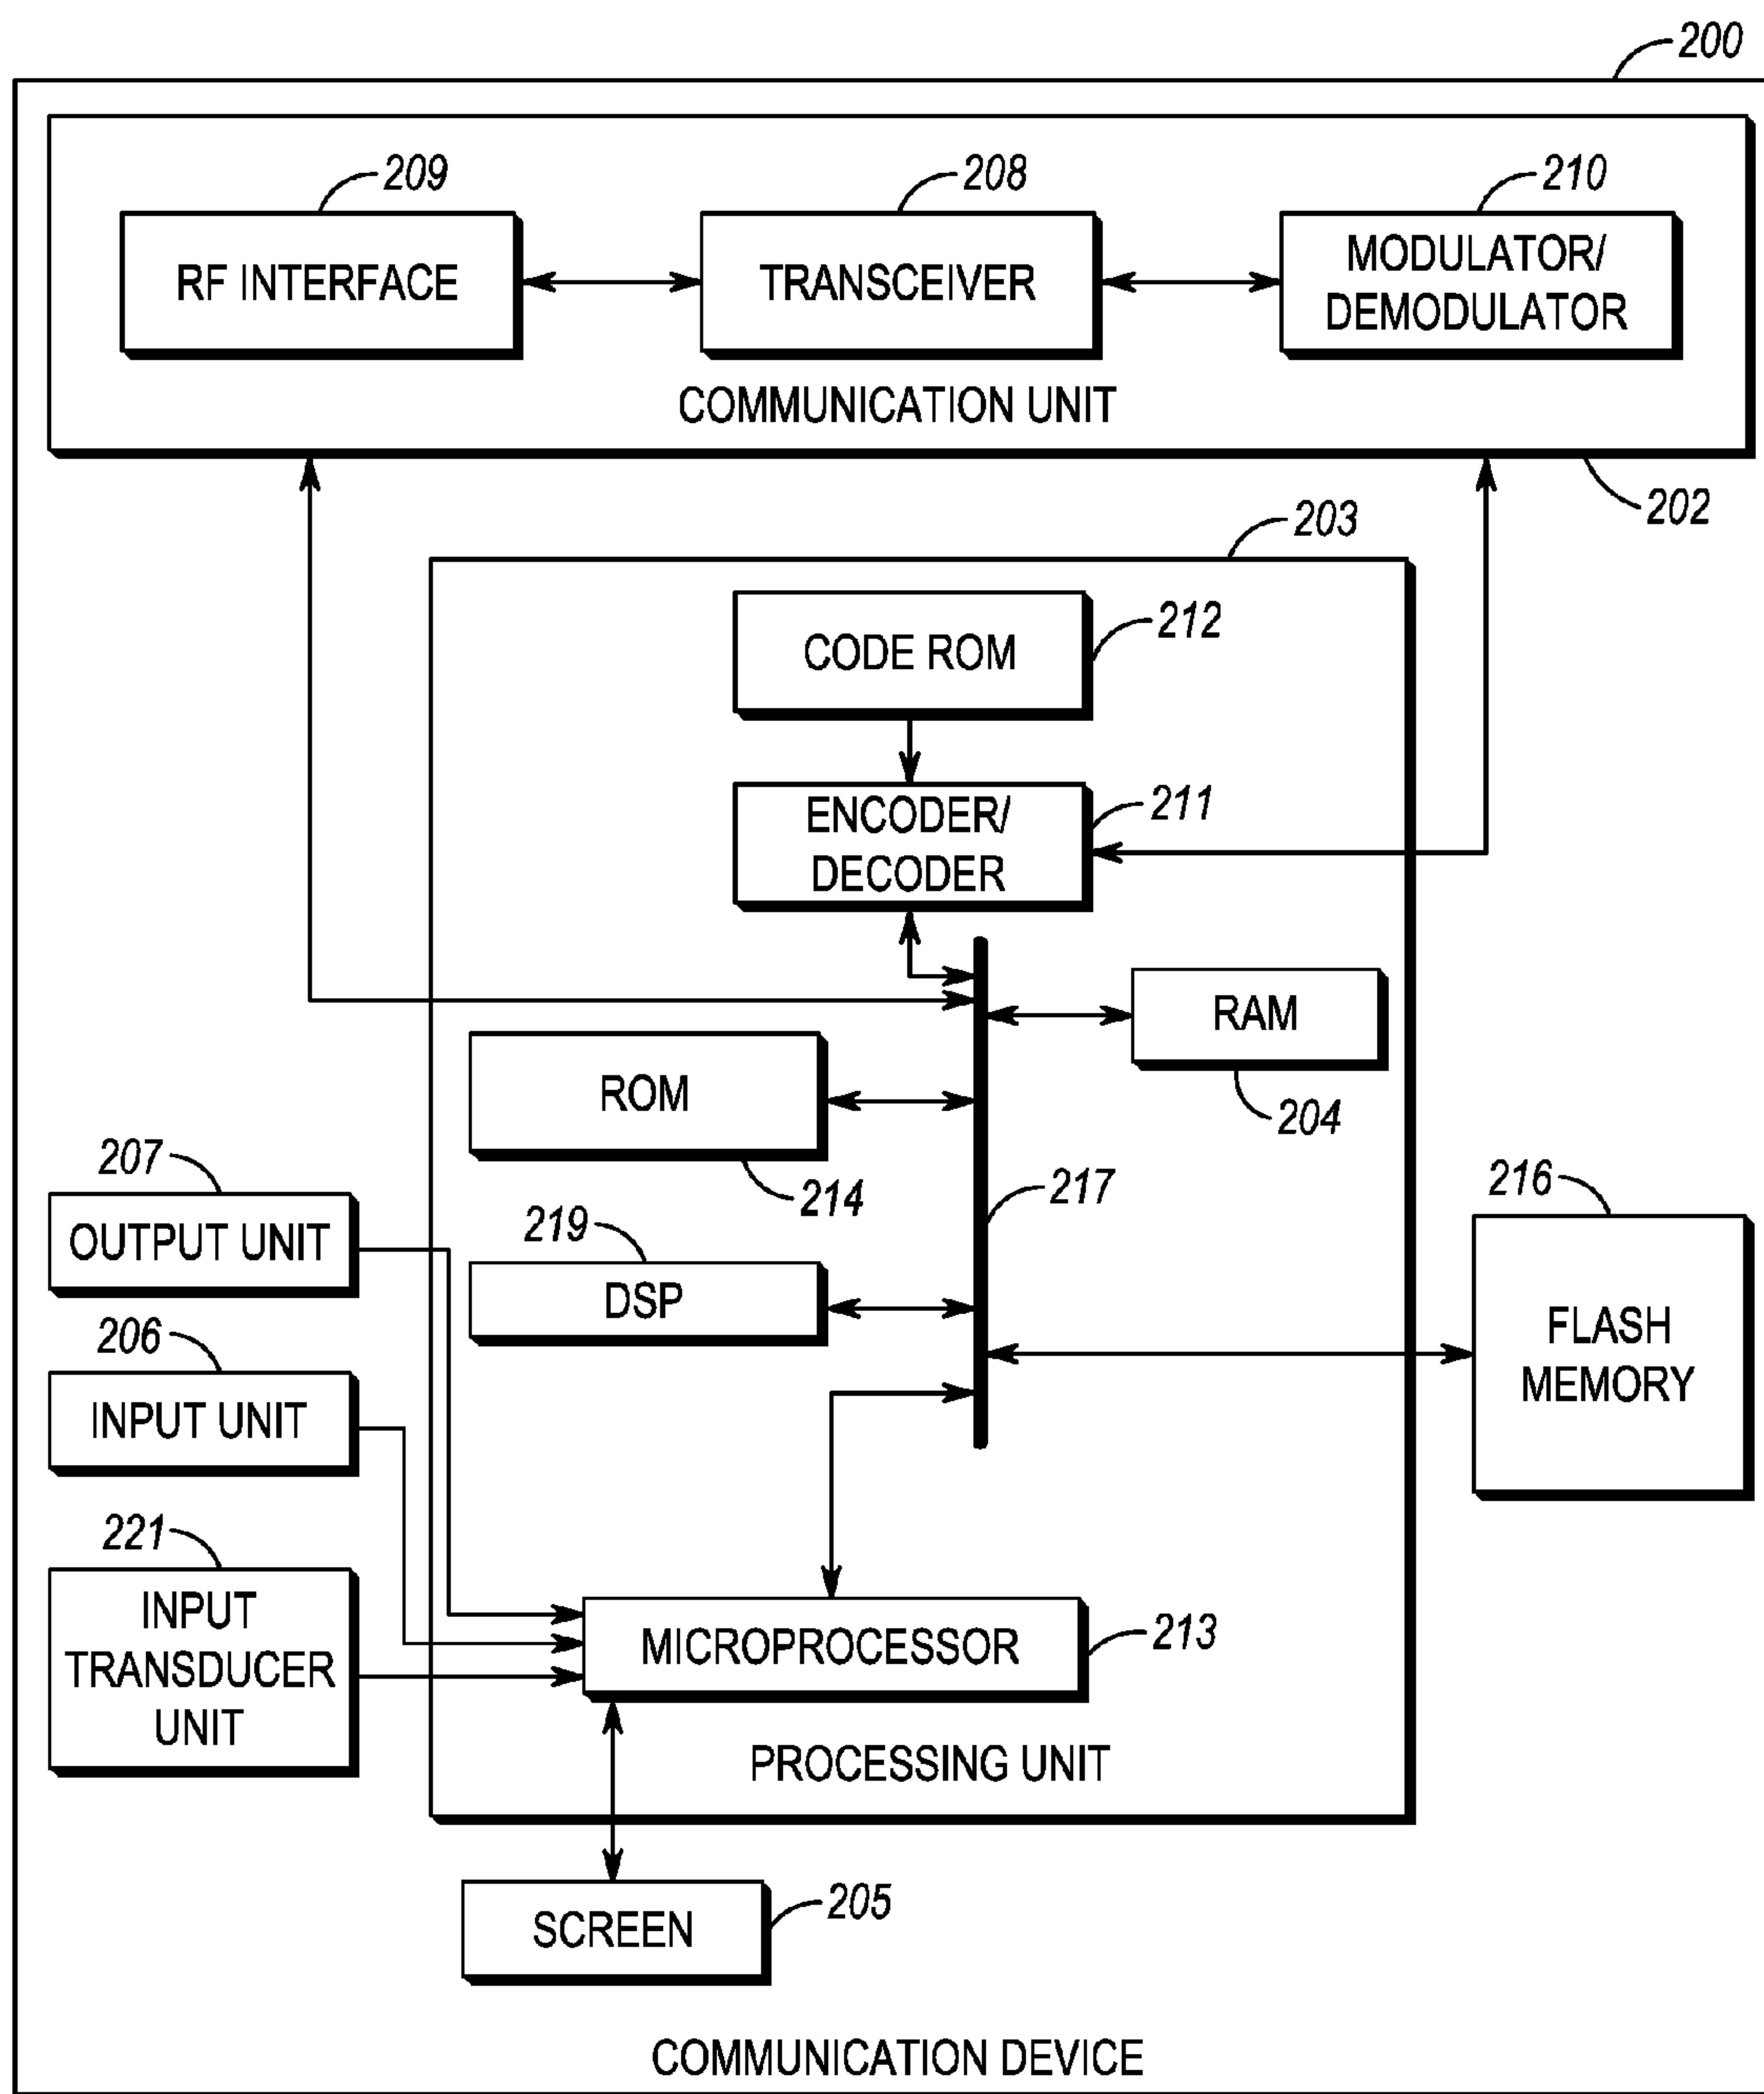 200
209
208
210
RF INTERFACE
TRANSCEIVER
MODULATOR/
DEMODULATOR
COMMUNICATION UNIT
202
203
CODE ROM
212
ENCODER/
DECODER
211
RAM
204
ROM
214
217
207
OUTPUT UNIT
219
DSP
216
FLASH
MEMORY
206
INPUT UNIT
221
INPUT
TRANSDUCER
UNIT
MICROPROCESSOR
213
PROCESSING UNIT
SCREEN
205
COMMUNICATION DEVICE